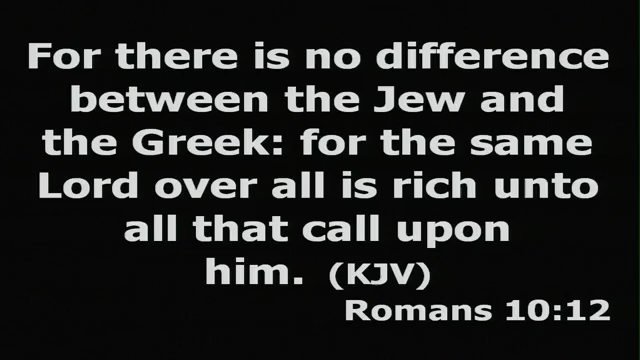 For there is no difference
between the Jew and
the Greek: for the same
Lord over all is rich unto
all that call upon
him. (KJV)
Romans 10:12